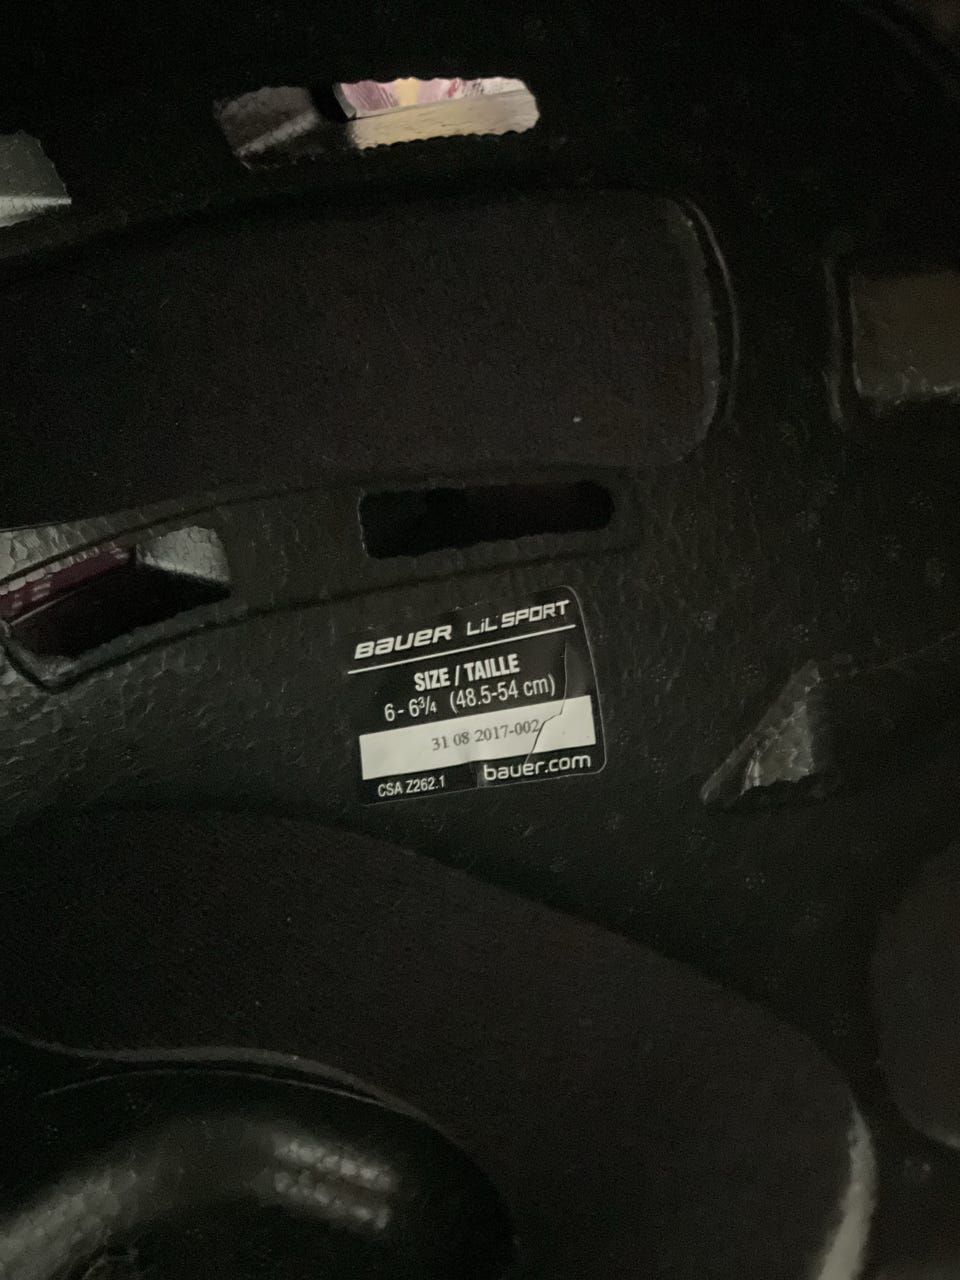 BAUER LIL' SPORT
SIZE / TAILLE
6 - 6¾ (48.5-54 cm)
31 08 2017-002
CSA Z262.1 bauer.com